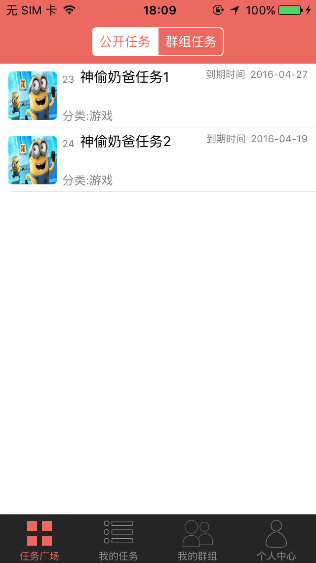 无 SIM 卡 18:09 100%
公开任务 群组任务
23 神偷奶爸任务1 到期时间 2016-04-27
分类:游戏
24 神偷奶爸任务2 到期时间 2016-04-19
分类:游戏
任务广场 我的任务 我的群组 个人中心